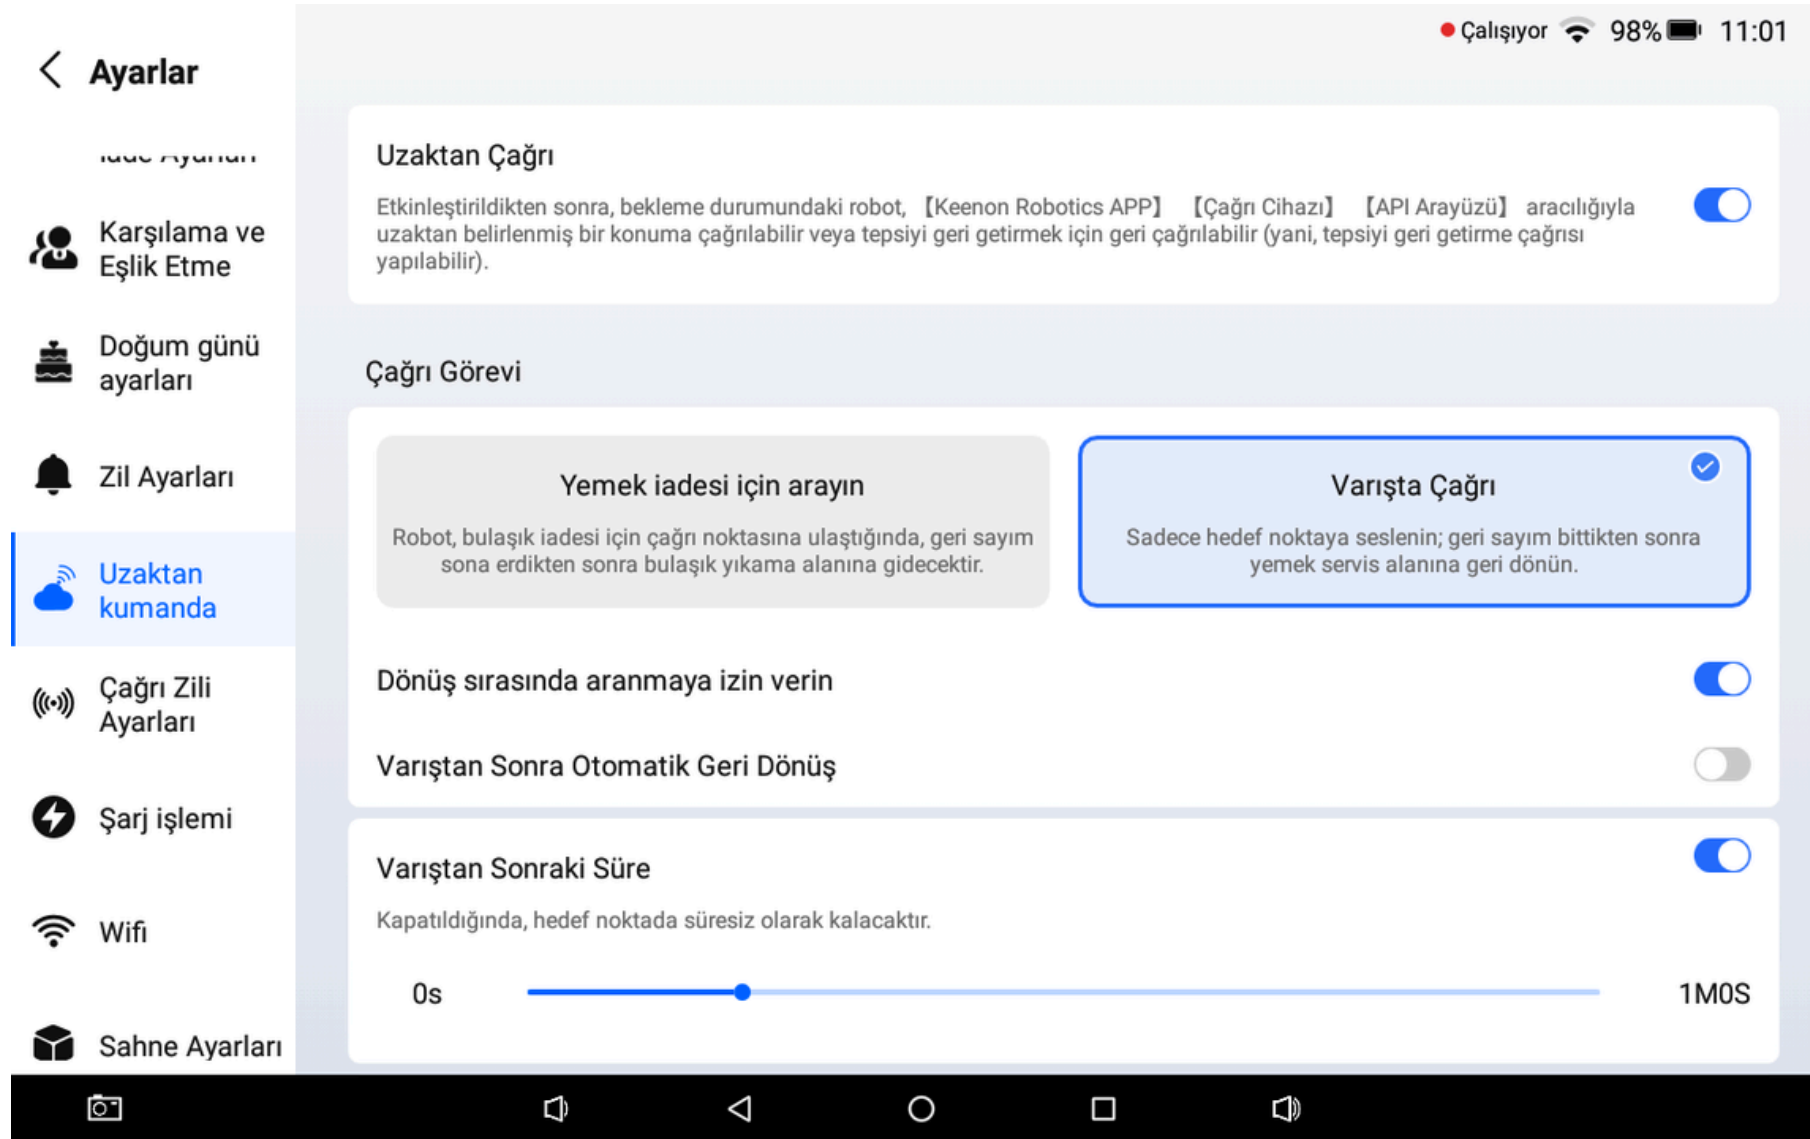 Çalışıyor 98% 11:01
Ayarlar
İade Ayarları
Karşılama ve
Eşlik Etme
Doğum günü
ayarları
Zil Ayarları
Uzaktan
kumanda
Çağrı Zili
Ayarları
Şarj işlemi
Wifi
Sahne Ayarları
Uzaktan Çağrı
Etkinleştirildikten sonra, bekleme durumundaki robot, 【Keenon Robotics APP】 【Çağrı Cihazı】 【API Arayüzü】 aracılığıyla
uzaktan belirlenmiş bir konuma çağrılabilir veya tepsiyi geri getirmek için geri çağrılabilir (yani, tepsiyi geri getirme çağrısı
yapılabilir).
Çağrı Görevi
Yemek iadesi için arayın
Robot, bulaşık iadesi için çağrı noktasına ulaştığında, geri sayım
sona erdikten sonra bulaşık yıkama alanına gidecektir.
Varışta Çağrı
Sadece hedef noktaya seslenin; geri sayım bittikten sonra
yemek servis alanına geri dönün.
Dönüş sırasında aranmaya izin verin
Varıştan Sonra Otomatik Geri Dönüş
Varıştan Sonraki Süre
Kapatıldığında, hedef noktada süresiz olarak kalacaktır.
0s 1M0S